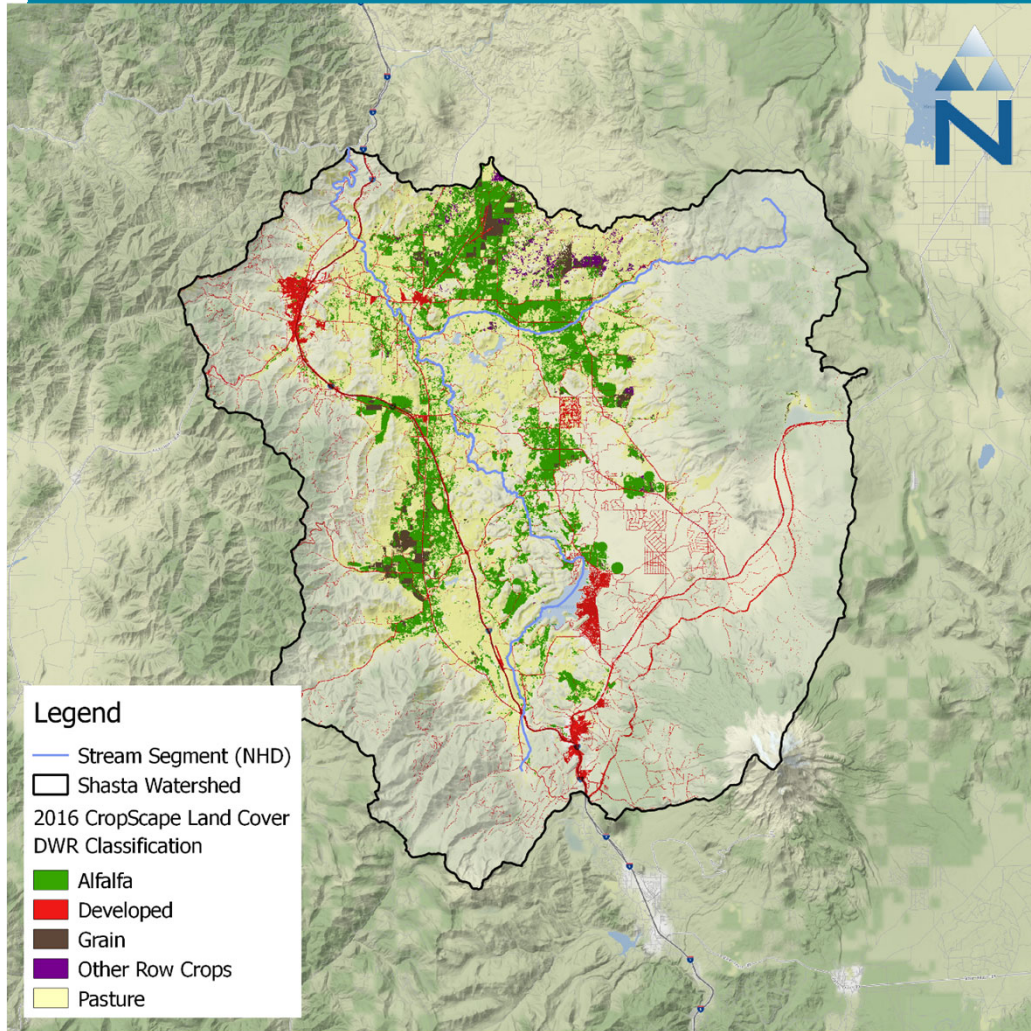 N
Legend
Stream Segment (NHD)
Shasta Watershed
2016 CropScape Land Cover
DWR Classification
Alfalfa
Developed
Grain
Other Row Crops
Pasture